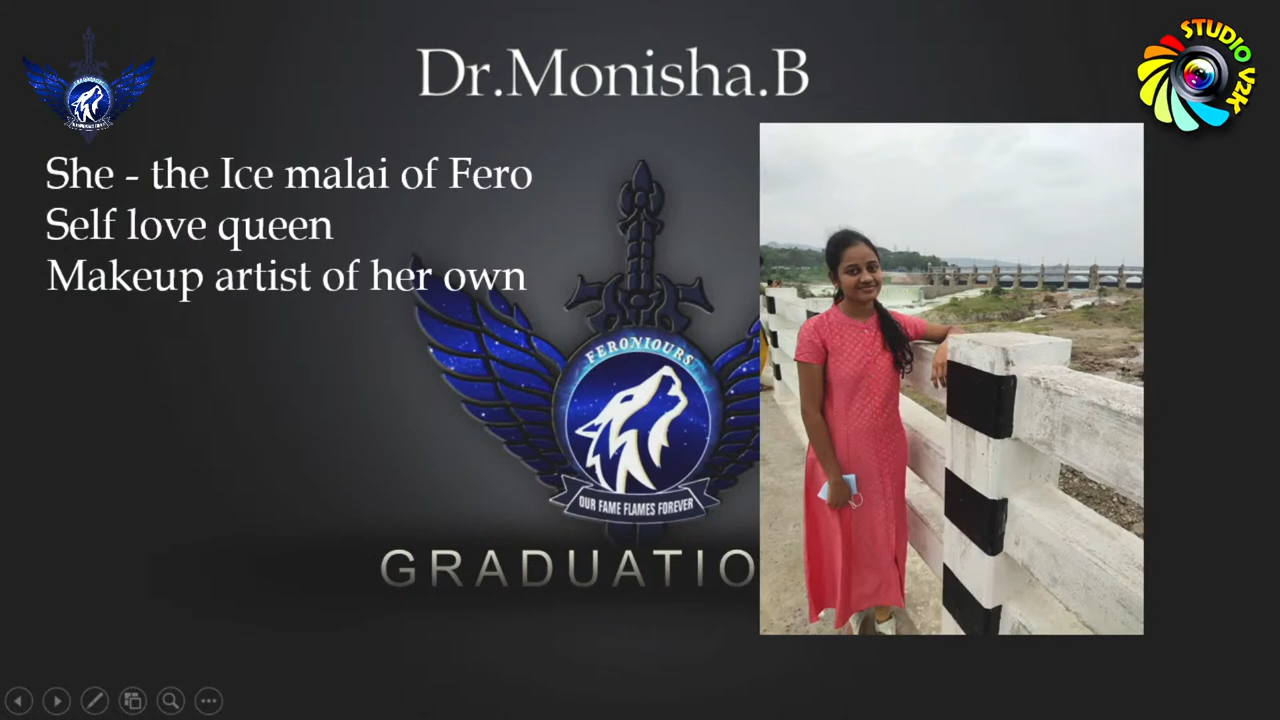 Dr.Monisha.B
STUDIO V2K
She - the Ice malai of Fero
Self love queen
Makeup artist of her own
FERONIOURS
OUR FAME FLAMES FOREVER
GRADUATIO